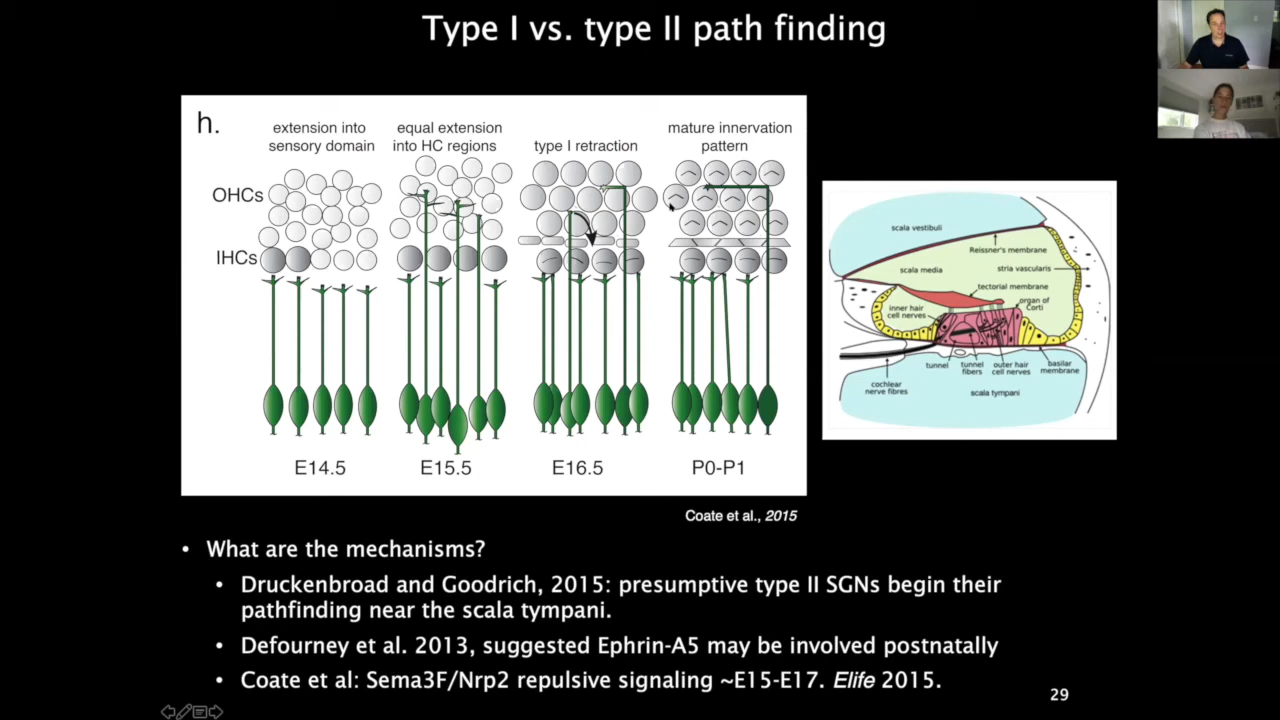 Type I vs. type II path finding
h.
extension into
sensory domain
equal extension
into HC regions
type I retraction
mature innervation
pattern
OHCs
IHCs
E14.5
E15.5
E16.5
P0-P1
scala vestibuli
Reissner's membrane
scala media
stria vascularis
tectorial membrane
inner hair
cell nerves
organ of
Corti
tunnel
tunnel
fibers
outer hair
cell nerves
basilar
membrane
cochlear
nerve fibres
scala tympani
Coate et al., 2015
• What are the mechanisms?
• Druckenbroad and Goodrich, 2015: presumptive type II SGNs begin their
pathfinding near the scala tympani.
• Defourney et al. 2013, suggested Ephrin-A5 may be involved postnatally
• Coate et al: Sema3F/Nrp2 repulsive signaling ~E15-E17. Elife 2015.
29